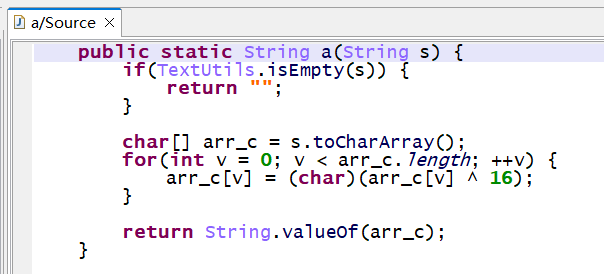 a/Source
public static String a(String s) {
if(TextUtils.isEmpty(s)) {
return "";
}
char[] arr_c = s.toCharArray();
for(int v = 0; v < arr_c.length; ++v) {
arr_c[v] = (char)(arr_c[v] ^ 16);
}
return String.valueOf(arr_c);
}